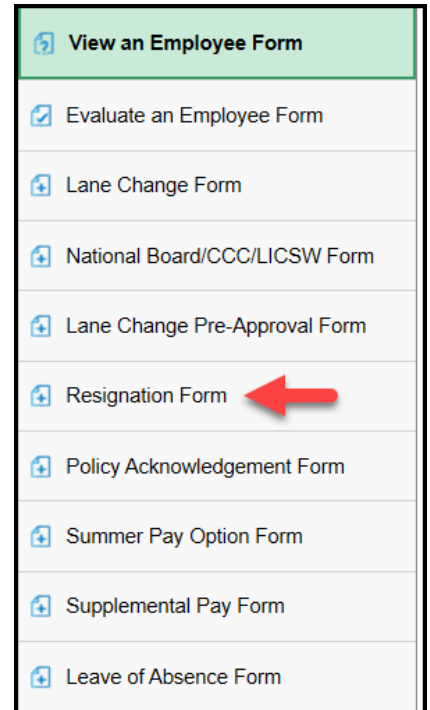 View an Employee Form
Evaluate an Employee Form
Lane Change Form
National Board/CCC/LICSW Form
Lane Change Pre-Approval Form
Resignation Form
Policy Acknowledgement Form
Summer Pay Option Form
Supplemental Pay Form
Leave of Absence Form